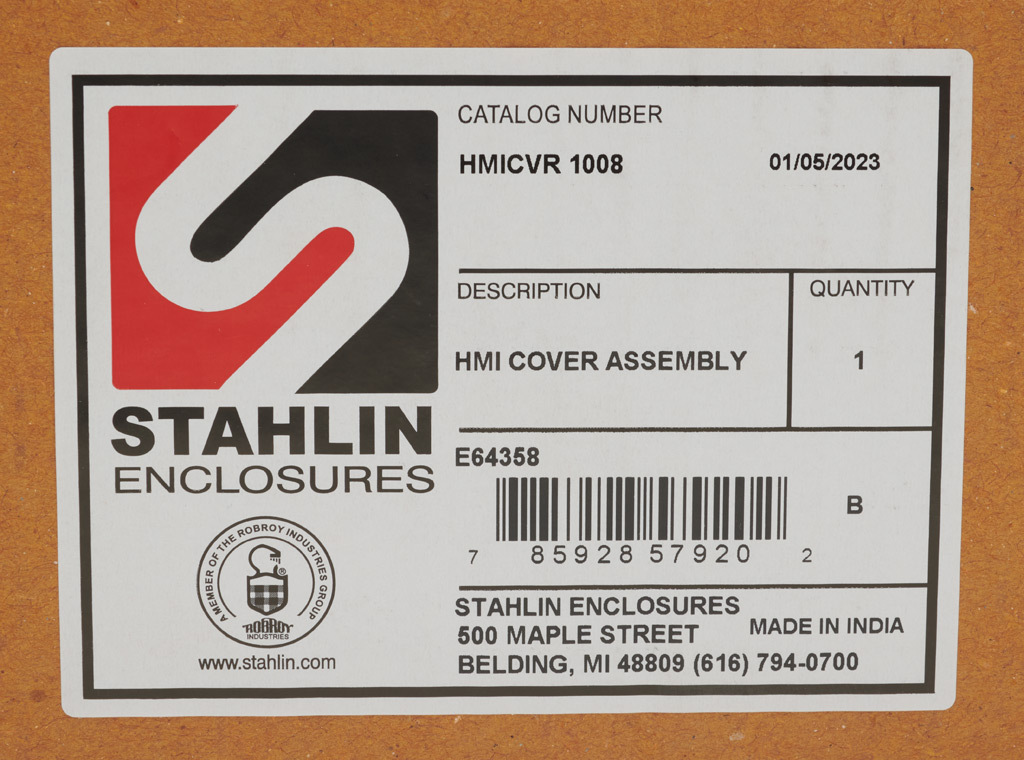 CATALOG NUMBER
HMICVR 1008 01/05/2023
DESCRIPTION QUANTITY
HMI COVER ASSEMBLY 1
STAHLIN
ENCLOSURES
E64358
B
7 85928 57920 2
A MEMBER OF THE ROBROY INDUSTRIES GROUP
®
ROBROY
INDUSTRIES
www.stahlin.com
STAHLIN ENCLOSURES
500 MAPLE STREET MADE IN INDIA
BELDING, MI 48809 (616) 794-0700